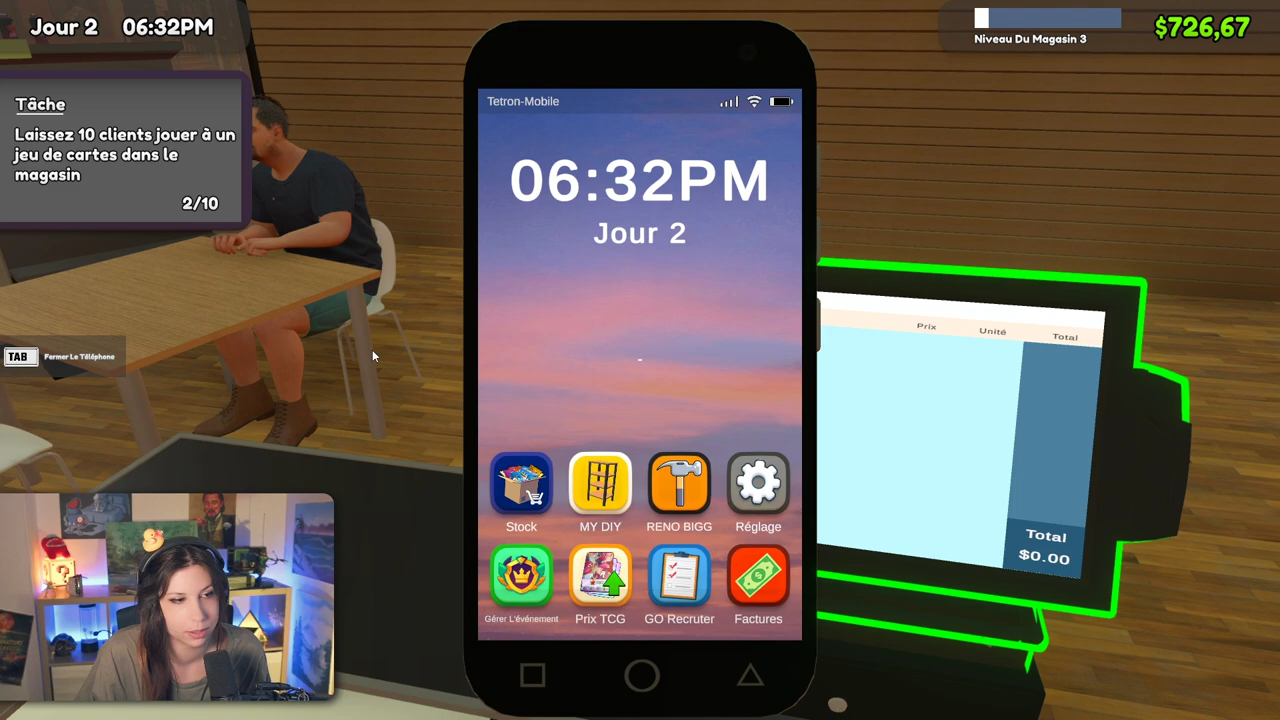 Jour 2 06:32PM
Niveau Du Magasin 3
$726,67
Tâche
Laissez 10 clients jouer à un
jeu de cartes dans le
magasin
2/10
TAB Fermer Le Téléphone
Tetron-Mobile
06:32PM
Jour 2
Stock
MY DIY
RENO BIGG
Réglage
Gérer L'événement
Prix TCG
GO Recruter
Factures
Prix Unité Total
Total
$0.00